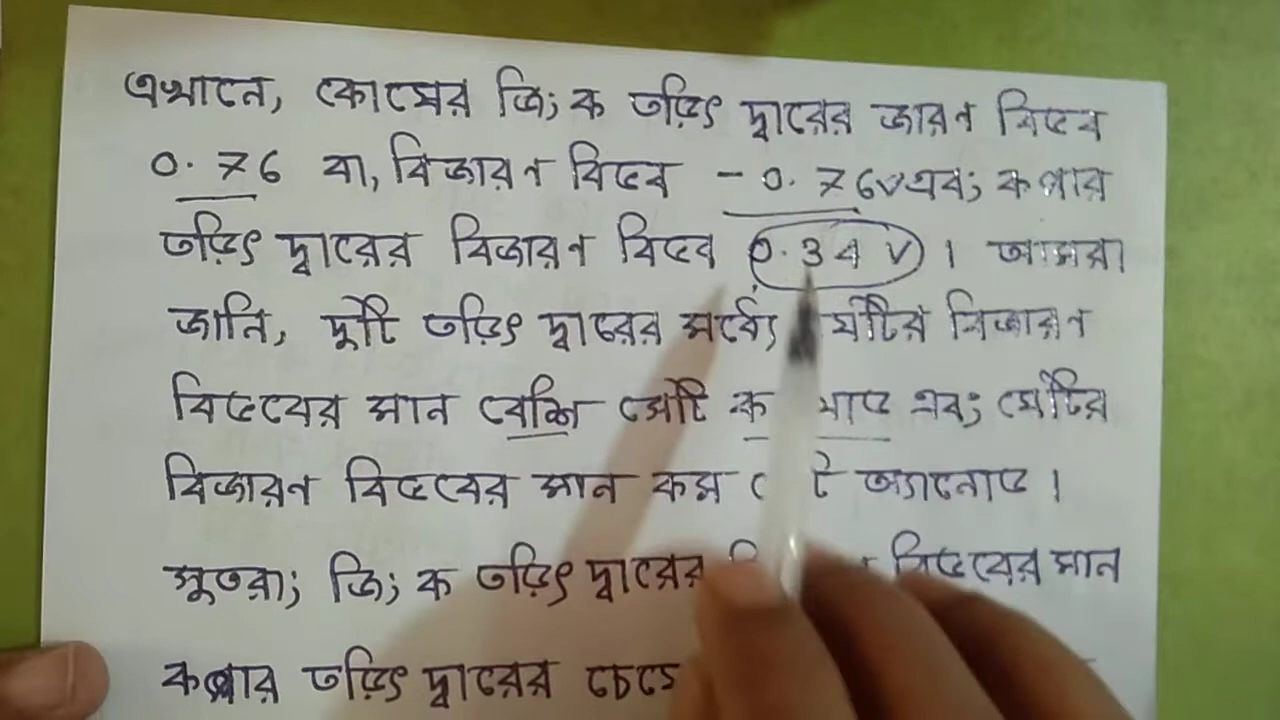 এখানে, কোষের জিংক তড়িৎ দ্বারের জারন বিভব
0.76 বা, বিজারণ বিভব -0.76V এবং কপার
তড়িৎ দ্বারের বিজারণ বিভব 0.34 V । আমরা
জানি, দুটি তড়িৎ দ্বারের মধ্যে যেটির বিজারণ
বিভবের মান বেশি সেটি এবং যেটির
বিজারণ বিভবের মান কম অ্যানোড ।
সুতরাং জিংক তড়িৎ দ্বারের বিভবের মান
কপার তড়িৎ দ্বারের চেয়ে